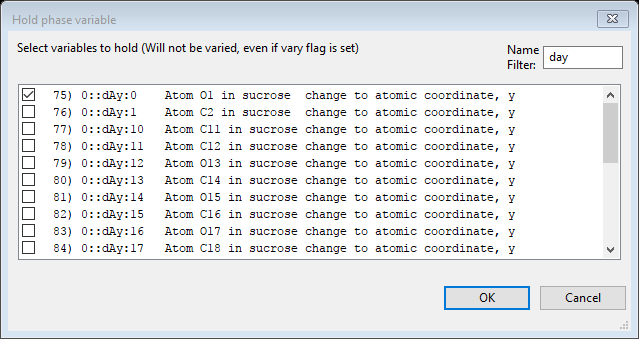 Hold phase variable
Select variables to hold (Will not be varied, even if vary flag is set)
Name
Filter:
day
75) 0::dAy:0 Atom O1 in sucrose change to atomic coordinate, y
76) 0::dAy:1 Atom C2 in sucrose change to atomic coordinate, y
77) 0::dAy:10 Atom C11 in sucrose change to atomic coordinate, y
78) 0::dAy:11 Atom C12 in sucrose change to atomic coordinate, y
79) 0::dAy:12 Atom O13 in sucrose change to atomic coordinate, y
80) 0::dAy:13 Atom C14 in sucrose change to atomic coordinate, y
81) 0::dAy:14 Atom O15 in sucrose change to atomic coordinate, y
82) 0::dAy:15 Atom C16 in sucrose change to atomic coordinate, y
83) 0::dAy:16 Atom O17 in sucrose change to atomic coordinate, y
84) 0::dAy:17 Atom C18 in sucrose change to atomic coordinate, y
OK
Cancel